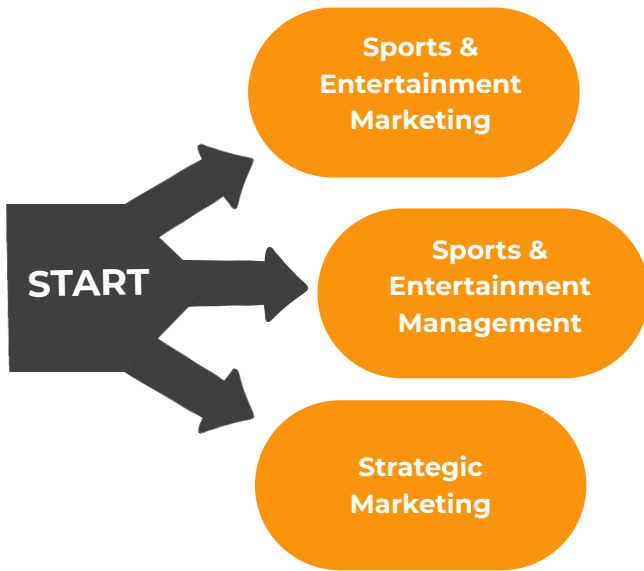 Sports &
Entertainment
Marketing
START
Sports &
Entertainment
Management
Strategic
Marketing